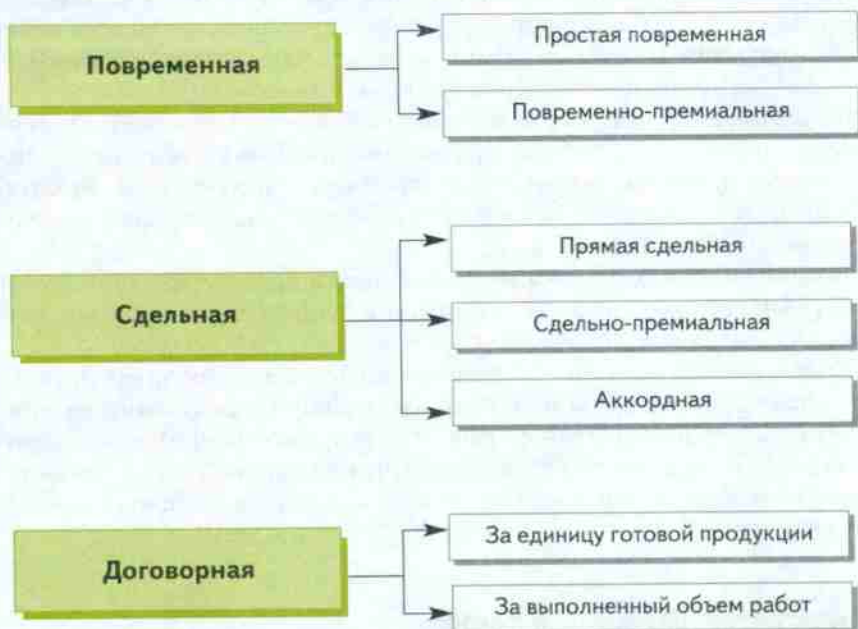 Повременная
Простая повременная
Повременно-премиальная
Сдельная
Прямая сдельная
Сдельно-премиальная
Аккордная
Договорная
За единицу готовой продукции
За выполненный объем работ